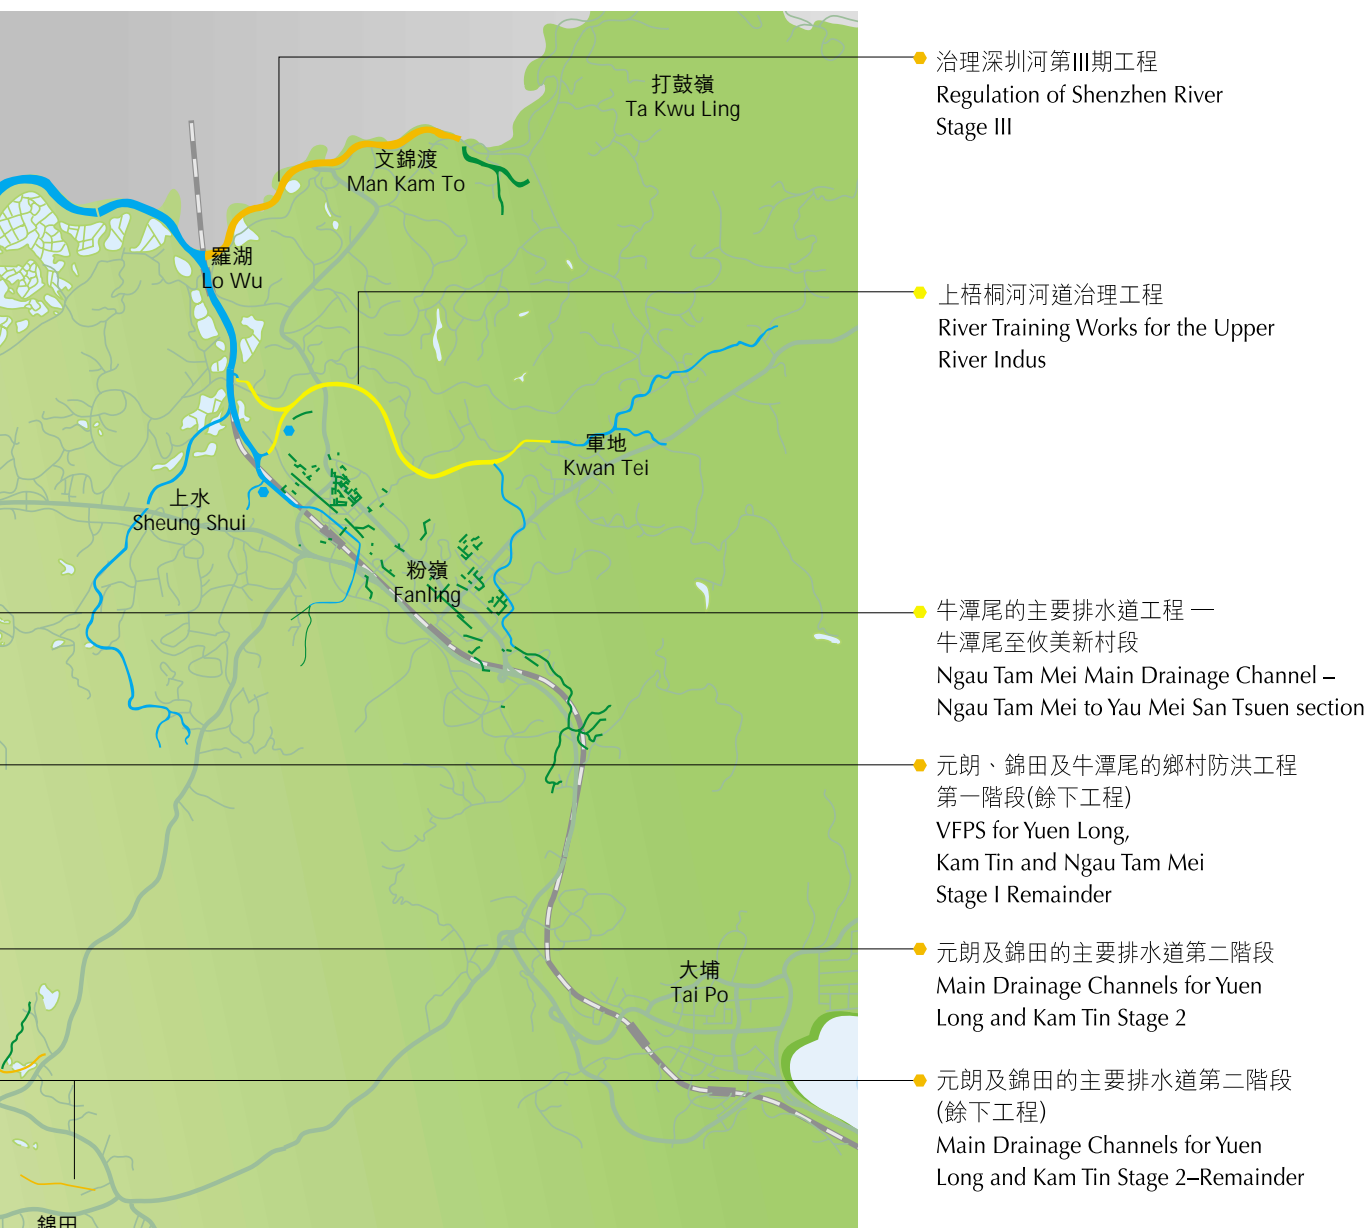 治理深圳河第III期工程
Regulation of Shenzhen River
Stage III
打鼓嶺
Ta Kwu Ling
文錦渡
Man Kam To
羅湖
Lo Wu
上梧桐河河道治理工程
River Training Works for the Upper
River Indus
軍地
Kwan Tei
上水
Sheung Shui
粉嶺
Fanling
牛潭尾的主要排水道工程 —
牛潭尾至攸美新村段
Ngau Tam Mei Main Drainage Channel –
Ngau Tam Mei to Yau Mei San Tsuen section
元朗、錦田及牛潭尾的鄉村防洪工程
第一階段(餘下工程)
VFPS for Yuen Long,
Kam Tin and Ngau Tam Mei
Stage I Remainder
元朗及錦田的主要排水道第二階段
Main Drainage Channels for Yuen
Long and Kam Tin Stage 2
大埔
Tai Po
元朗及錦田的主要排水道第二階段
(餘下工程)
Main Drainage Channels for Yuen
Long and Kam Tin Stage 2–Remainder
錦田